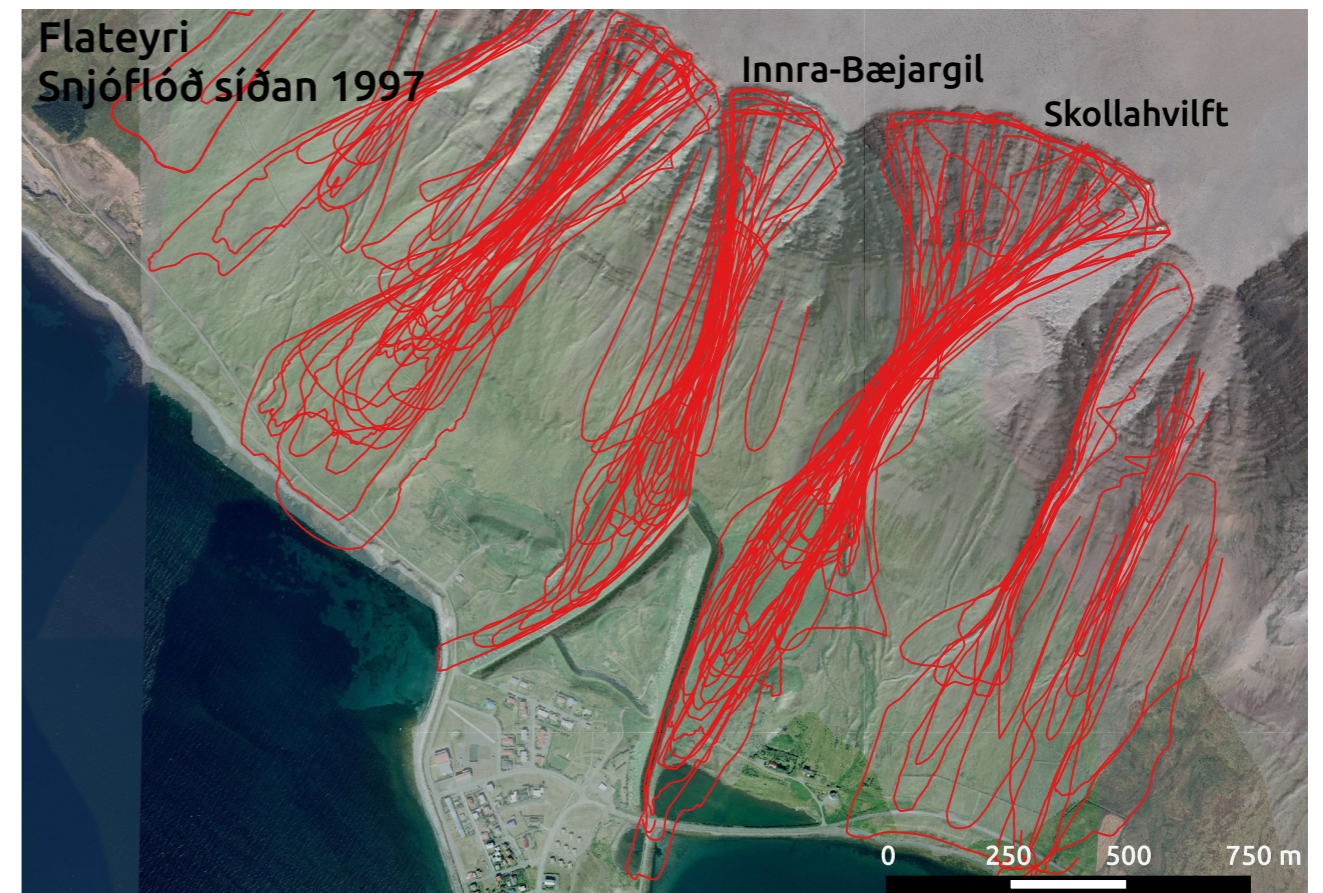 Flateyri
Snjóflóð síðan 1997
Innra-Bæjargil
Skollahvilft
0 250 500 750 m